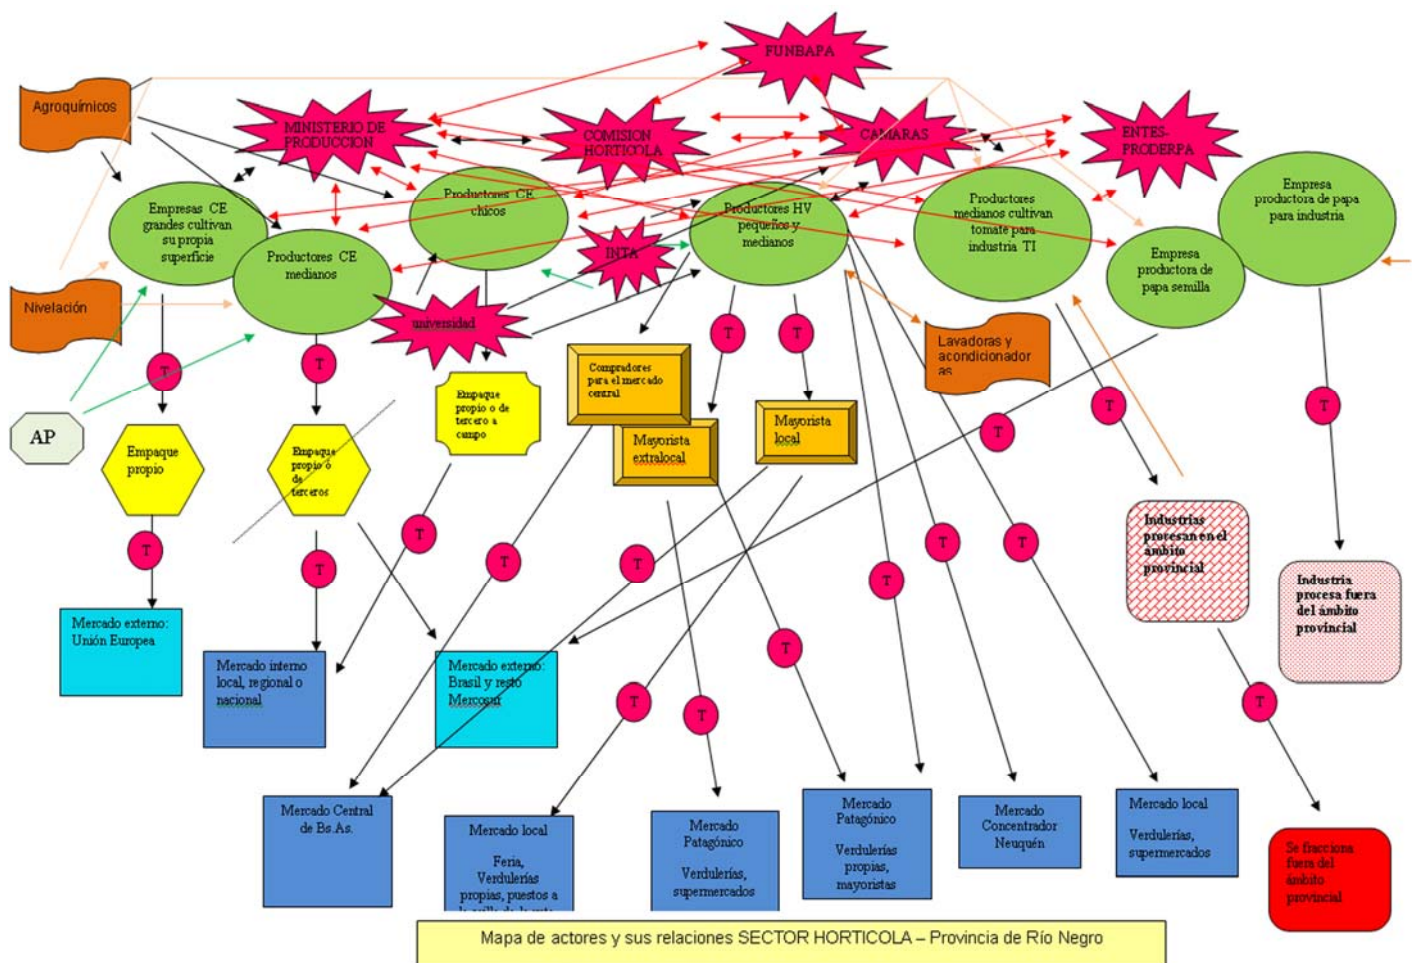 FUNBAPA
Agroquímicos
MINISTERIO DE
PRODUCCION
COMISION
HORTICOLA
CAMARAS
ENTES-
PRODERPA
Empresas CE
grandes cultivan
su propia
superficie
Productores CE
medianos
Productores CE
chicos
INTA
Productores HV
pequeños y
medianos
Productores
medianos cultivan
tomate para
industria TI
Empresa
productora de
papa semilla
Empresa
productora de papa
para industria
Nivelación
universidad
Lavadoras y
acondicionador
as
AP
T
T
T
T
T
T
T
Empaque
propio
Empaque
propio o
de
terceros
Empaque
propio o de
tercero a
campo
Compradores
para el mercado
central
Mayorista
extralocal
Mayorista
local
T
T
T
T
T
T
T
T
Industrias
procesan en el
ámbito
provincial
Industria
procesa fuera
del ámbito
provincial
Mercado externo:
Unión Europea
Mercado interno
local, regional o
nacional
Mercado externo:
Brasil y resto
Mercosur
T
T
T
T
Mercado Central
de Bs.As.
Mercado local
Feria,
Verdulerías
propias, puestos a
Mercado
Patagónico
Verdulerías,
supermercados
Mercado
Patagónico
Verdulerías
propias,
mayoristas
Mercado
Concentrador
Neuquén
Mercado local
Verdulerías,
supermercados
Se fracciona
fuera del
ámbito
provincial
Mapa de actores y sus relaciones SECTOR HORTICOLA – Provincia de Río Negro